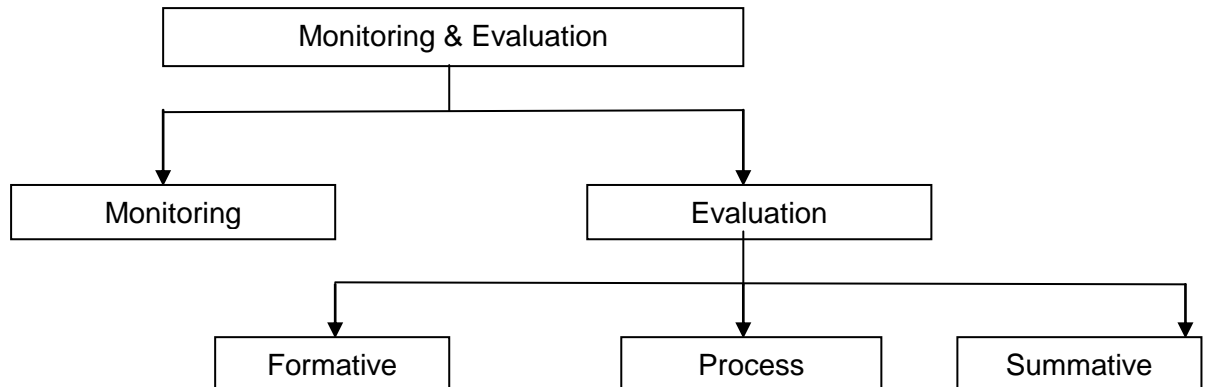 Monitoring & Evaluation
Monitoring
Evaluation
Formative
Process
Summative